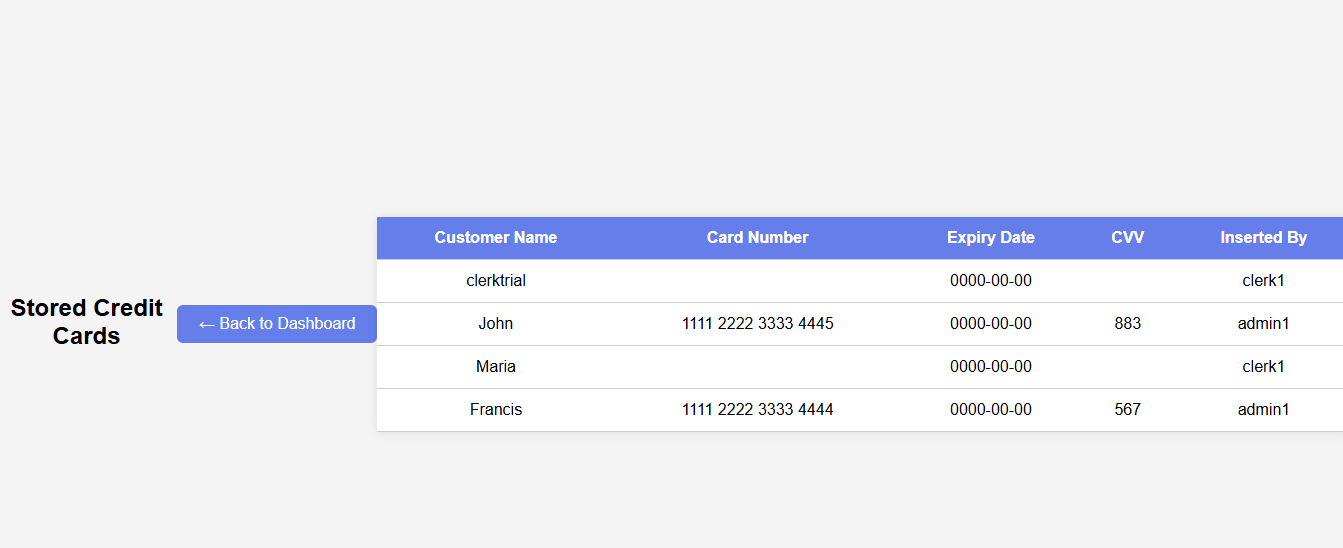 Stored Credit
Cards
← Back to Dashboard
Customer Name Card Number Expiry Date CVV Inserted By
clerktrial 0000-00-00 clerk1
John 1111 2222 3333 4445 0000-00-00 883 admin1
Maria 0000-00-00 clerk1
Francis 1111 2222 3333 4444 0000-00-00 567 admin1